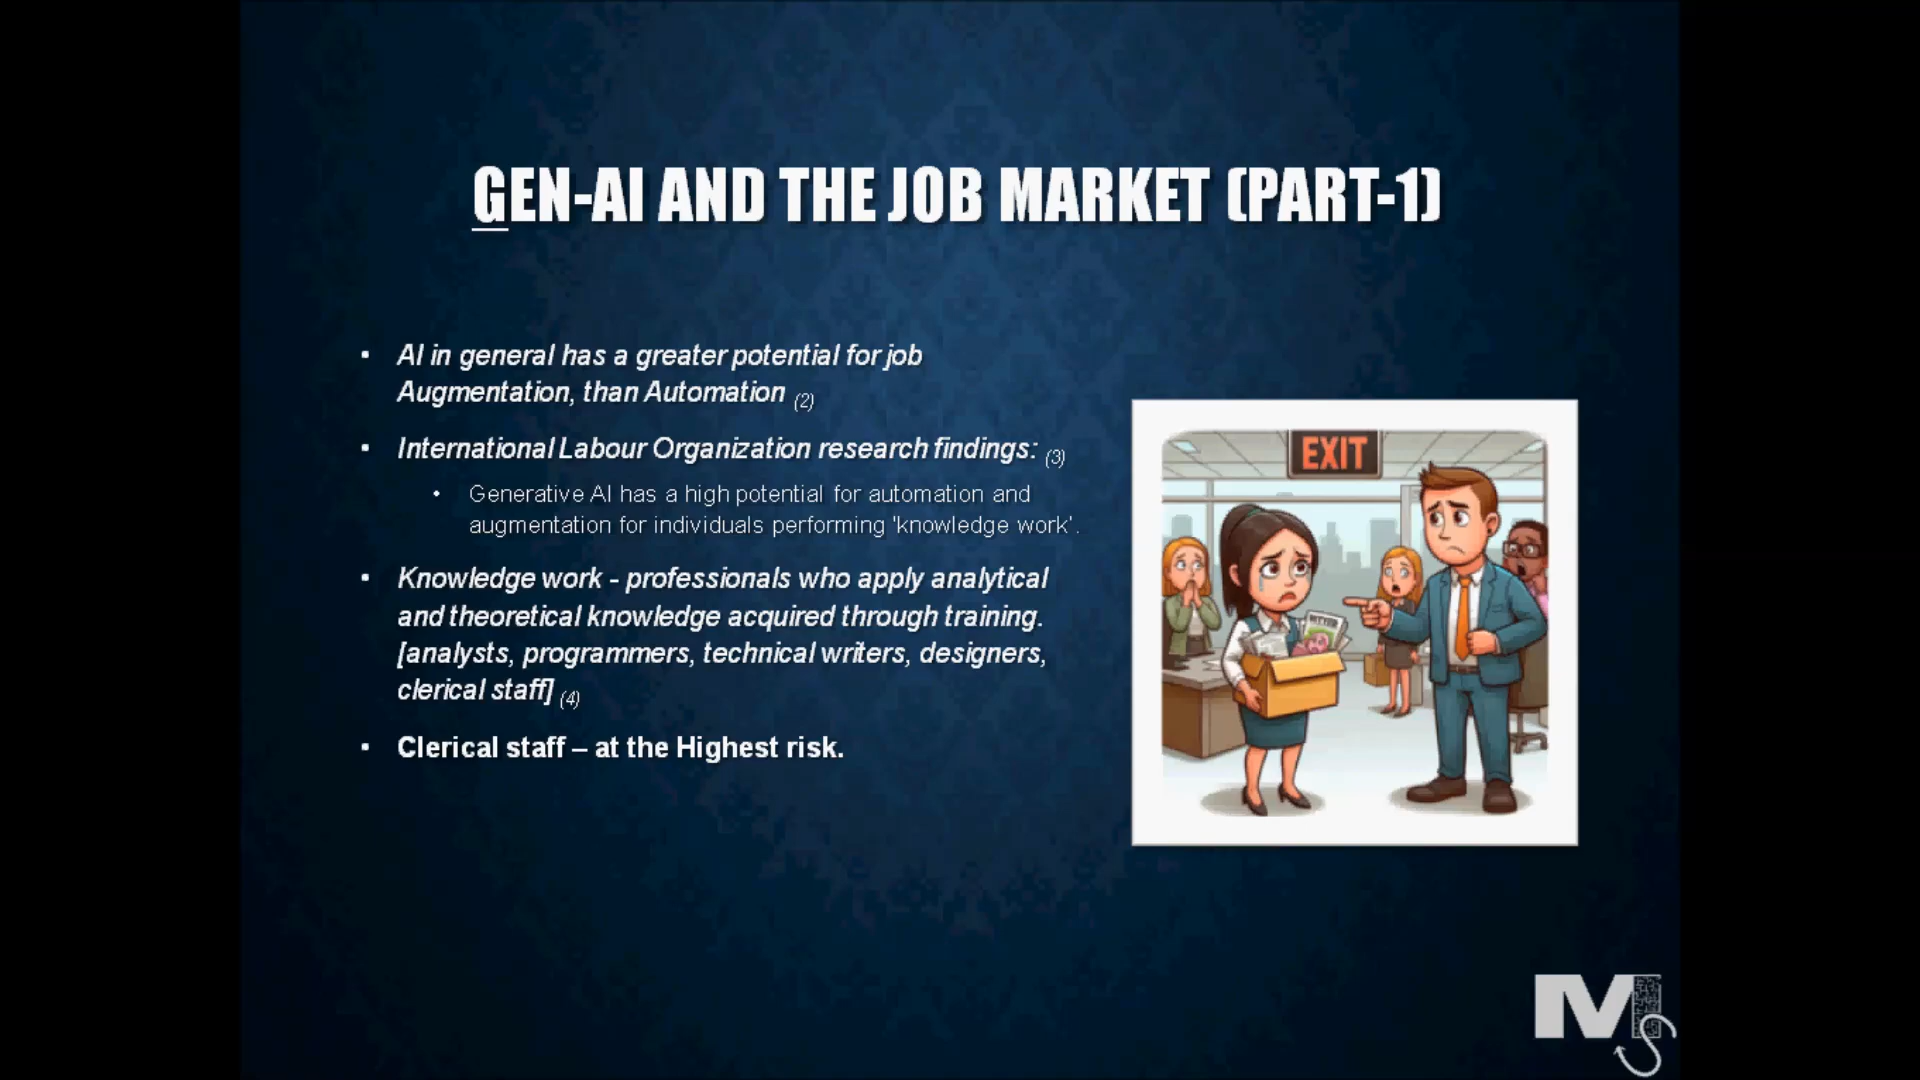 GEN-AI AND THE JOB MARKET (PART-1)
▪ AI in general has a greater potential for job
Augmentation, than Automation (2)
▪ International Labour Organization research findings: (3)
• Generative AI has a high potential for automation and
augmentation for individuals performing 'knowledge work'.
▪ Knowledge work - professionals who apply analytical
and theoretical knowledge acquired through training.
[analysts, programmers, technical writers, designers,
clerical staff] (4)
▪ Clerical staff – at the Highest risk.
EXIT